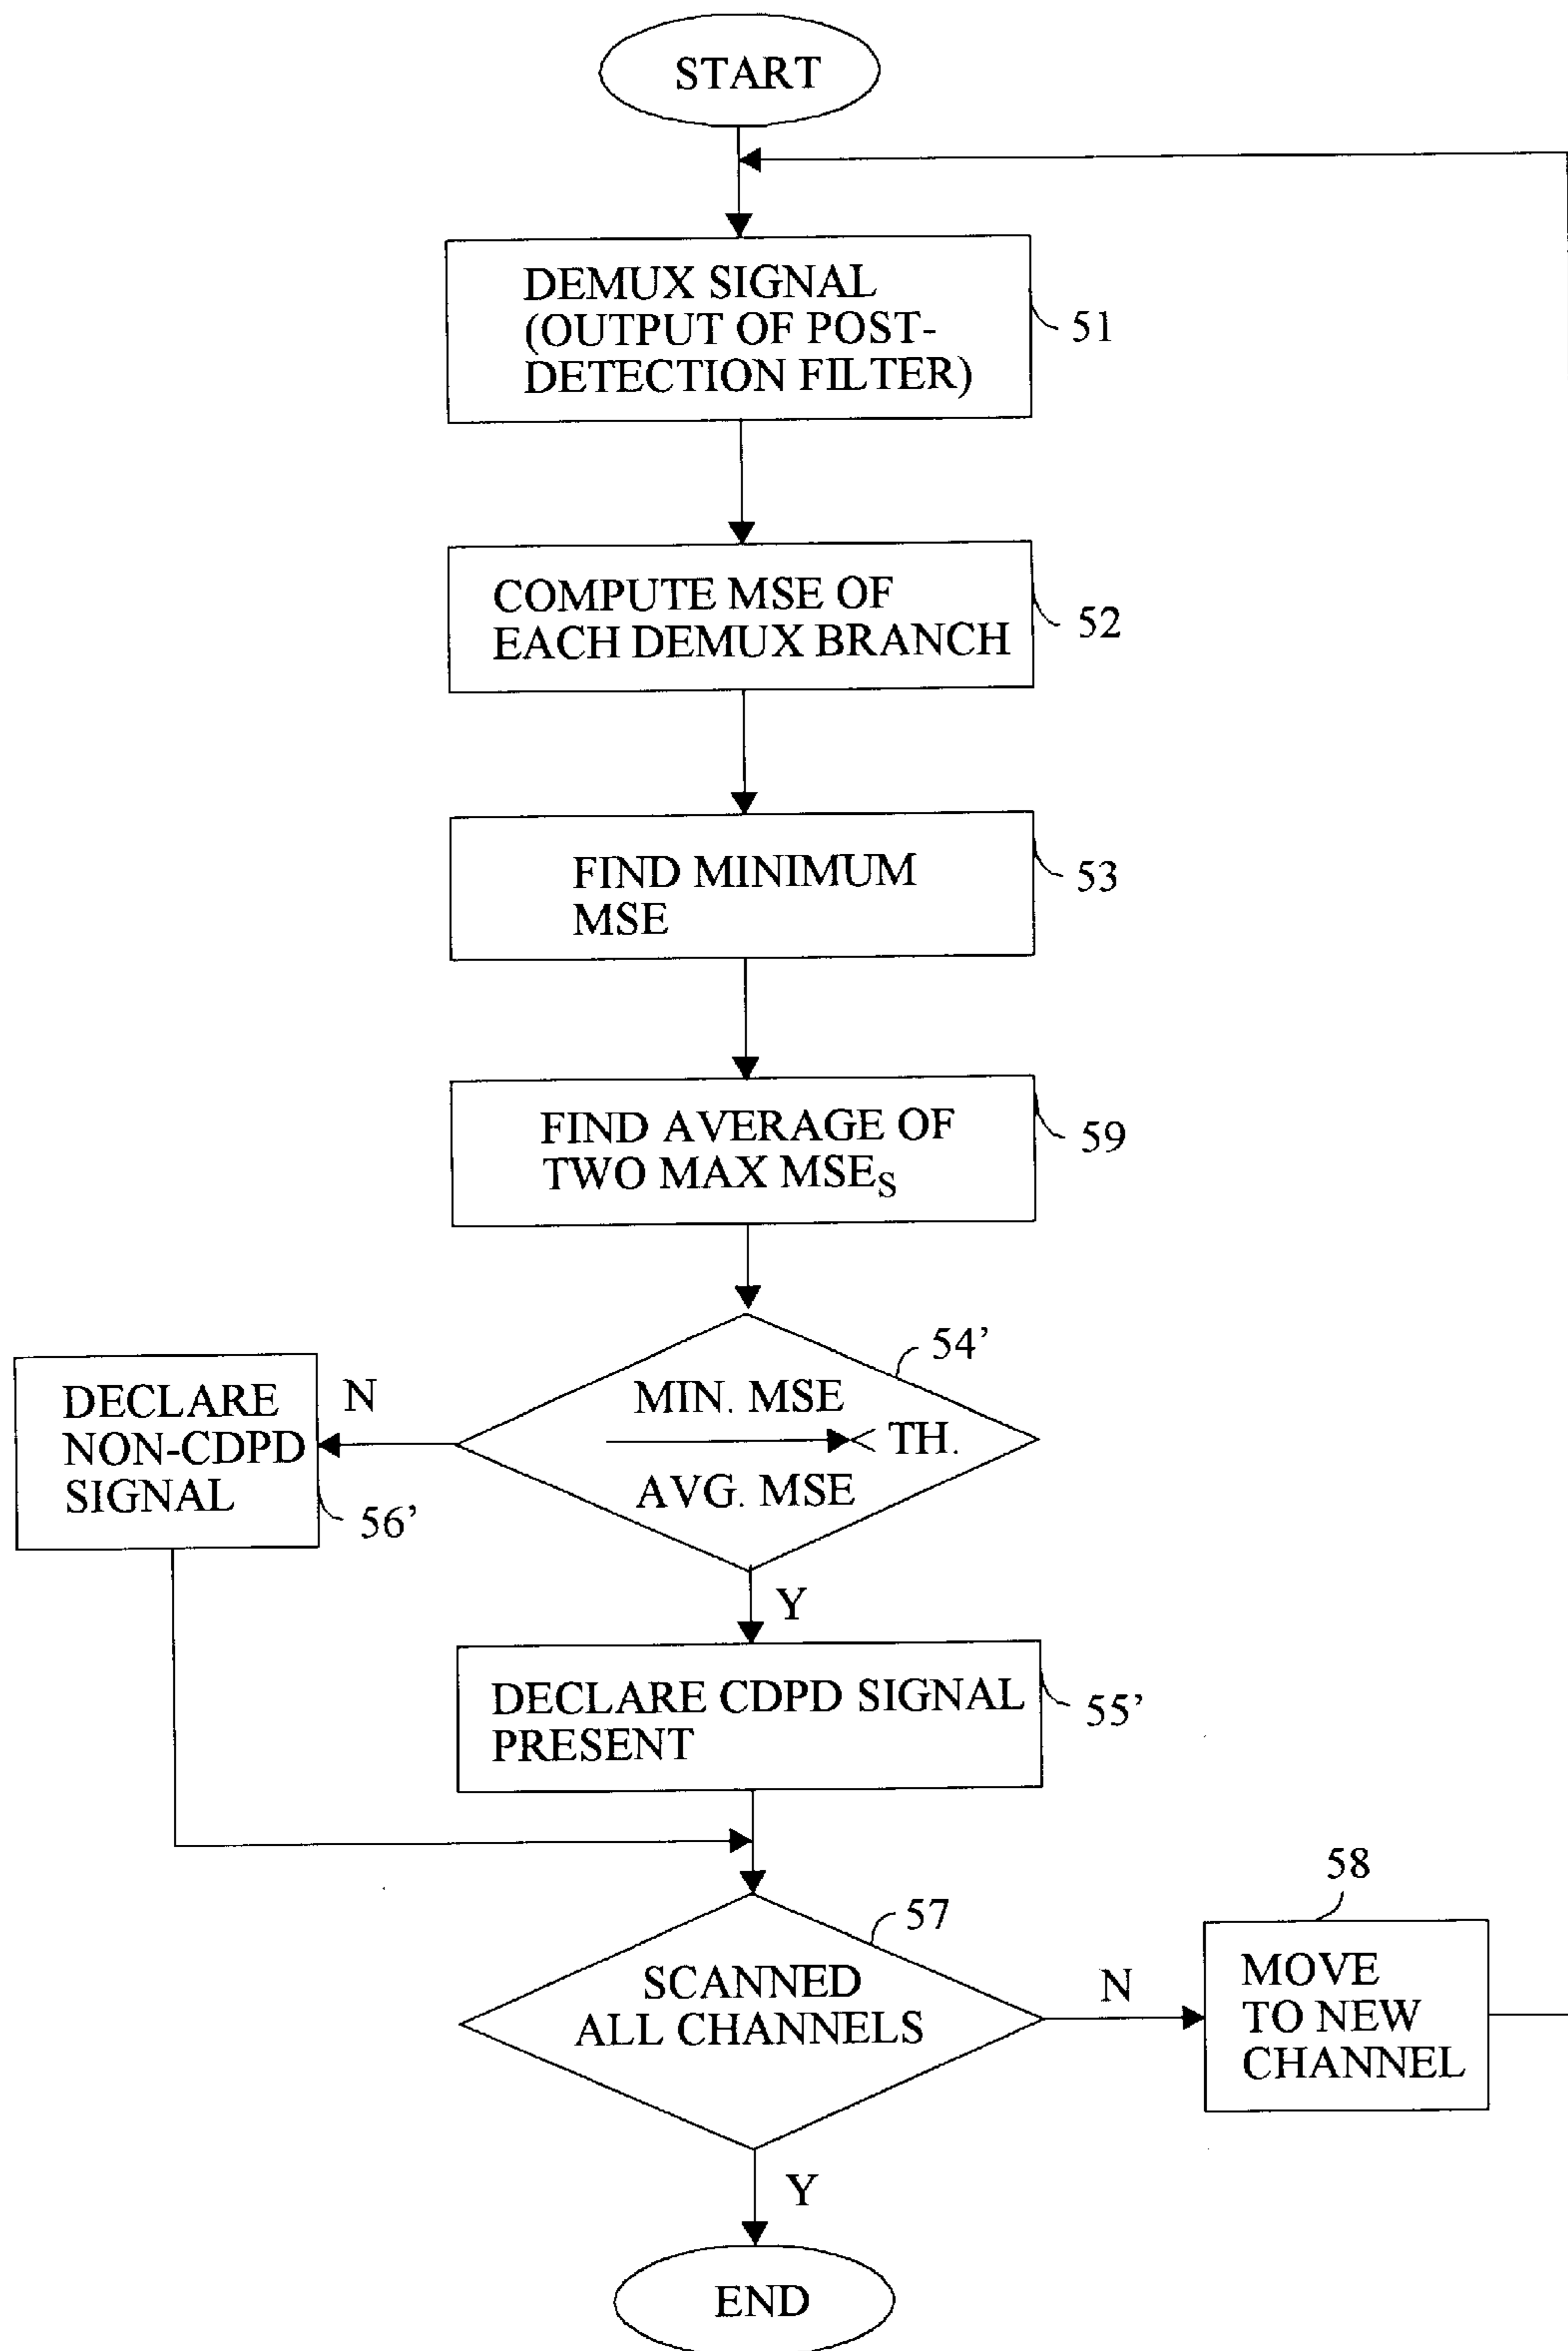 START
DEMUX SIGNAL
(OUTPUT OF POST-
DETECTION FILTER)
51
COMPUTE MSE OF
EACH DEMUX BRANCH
52
FIND MINIMUM
MSE
53
FIND AVERAGE OF
TWO MAX MSES
59
54’
MIN. MSE
< TH.
AVG. MSE
N
DECLARE
NON-CDPD
SIGNAL
56’
Y
DECLARE CDPD SIGNAL
PRESENT
55’
57
SCANNED
ALL CHANNELS
N
58
MOVE
TO NEW
CHANNEL
Y
END